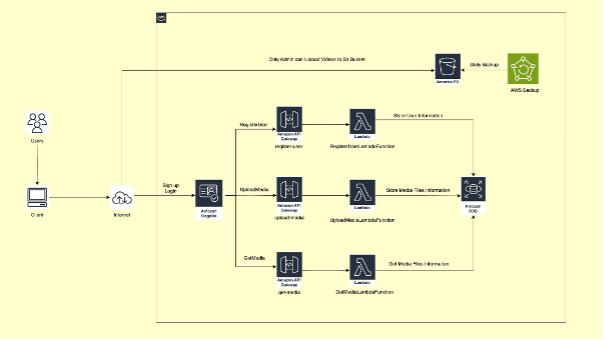 Only Admin can Upload Videos to S3 Bucket
Amazon S3
Daily Backup
AWS Backup
Users
Client
Internet
Sign up
Login
Amazon
Cognito
RegisterUser
Amazon API
Gateway
register-user
Lambda
RegisterUserLambdaFunction
Store User Information
UploadMedia
Amazon API
Gateway
upload-media
Lambda
UploadMediaLambdaFunction
Store Media Files Information
Amazon
RDS
GetMedia
Amazon API
Gateway
get-media
Lambda
GetMediaLambdaFunction
Get Media Files Information